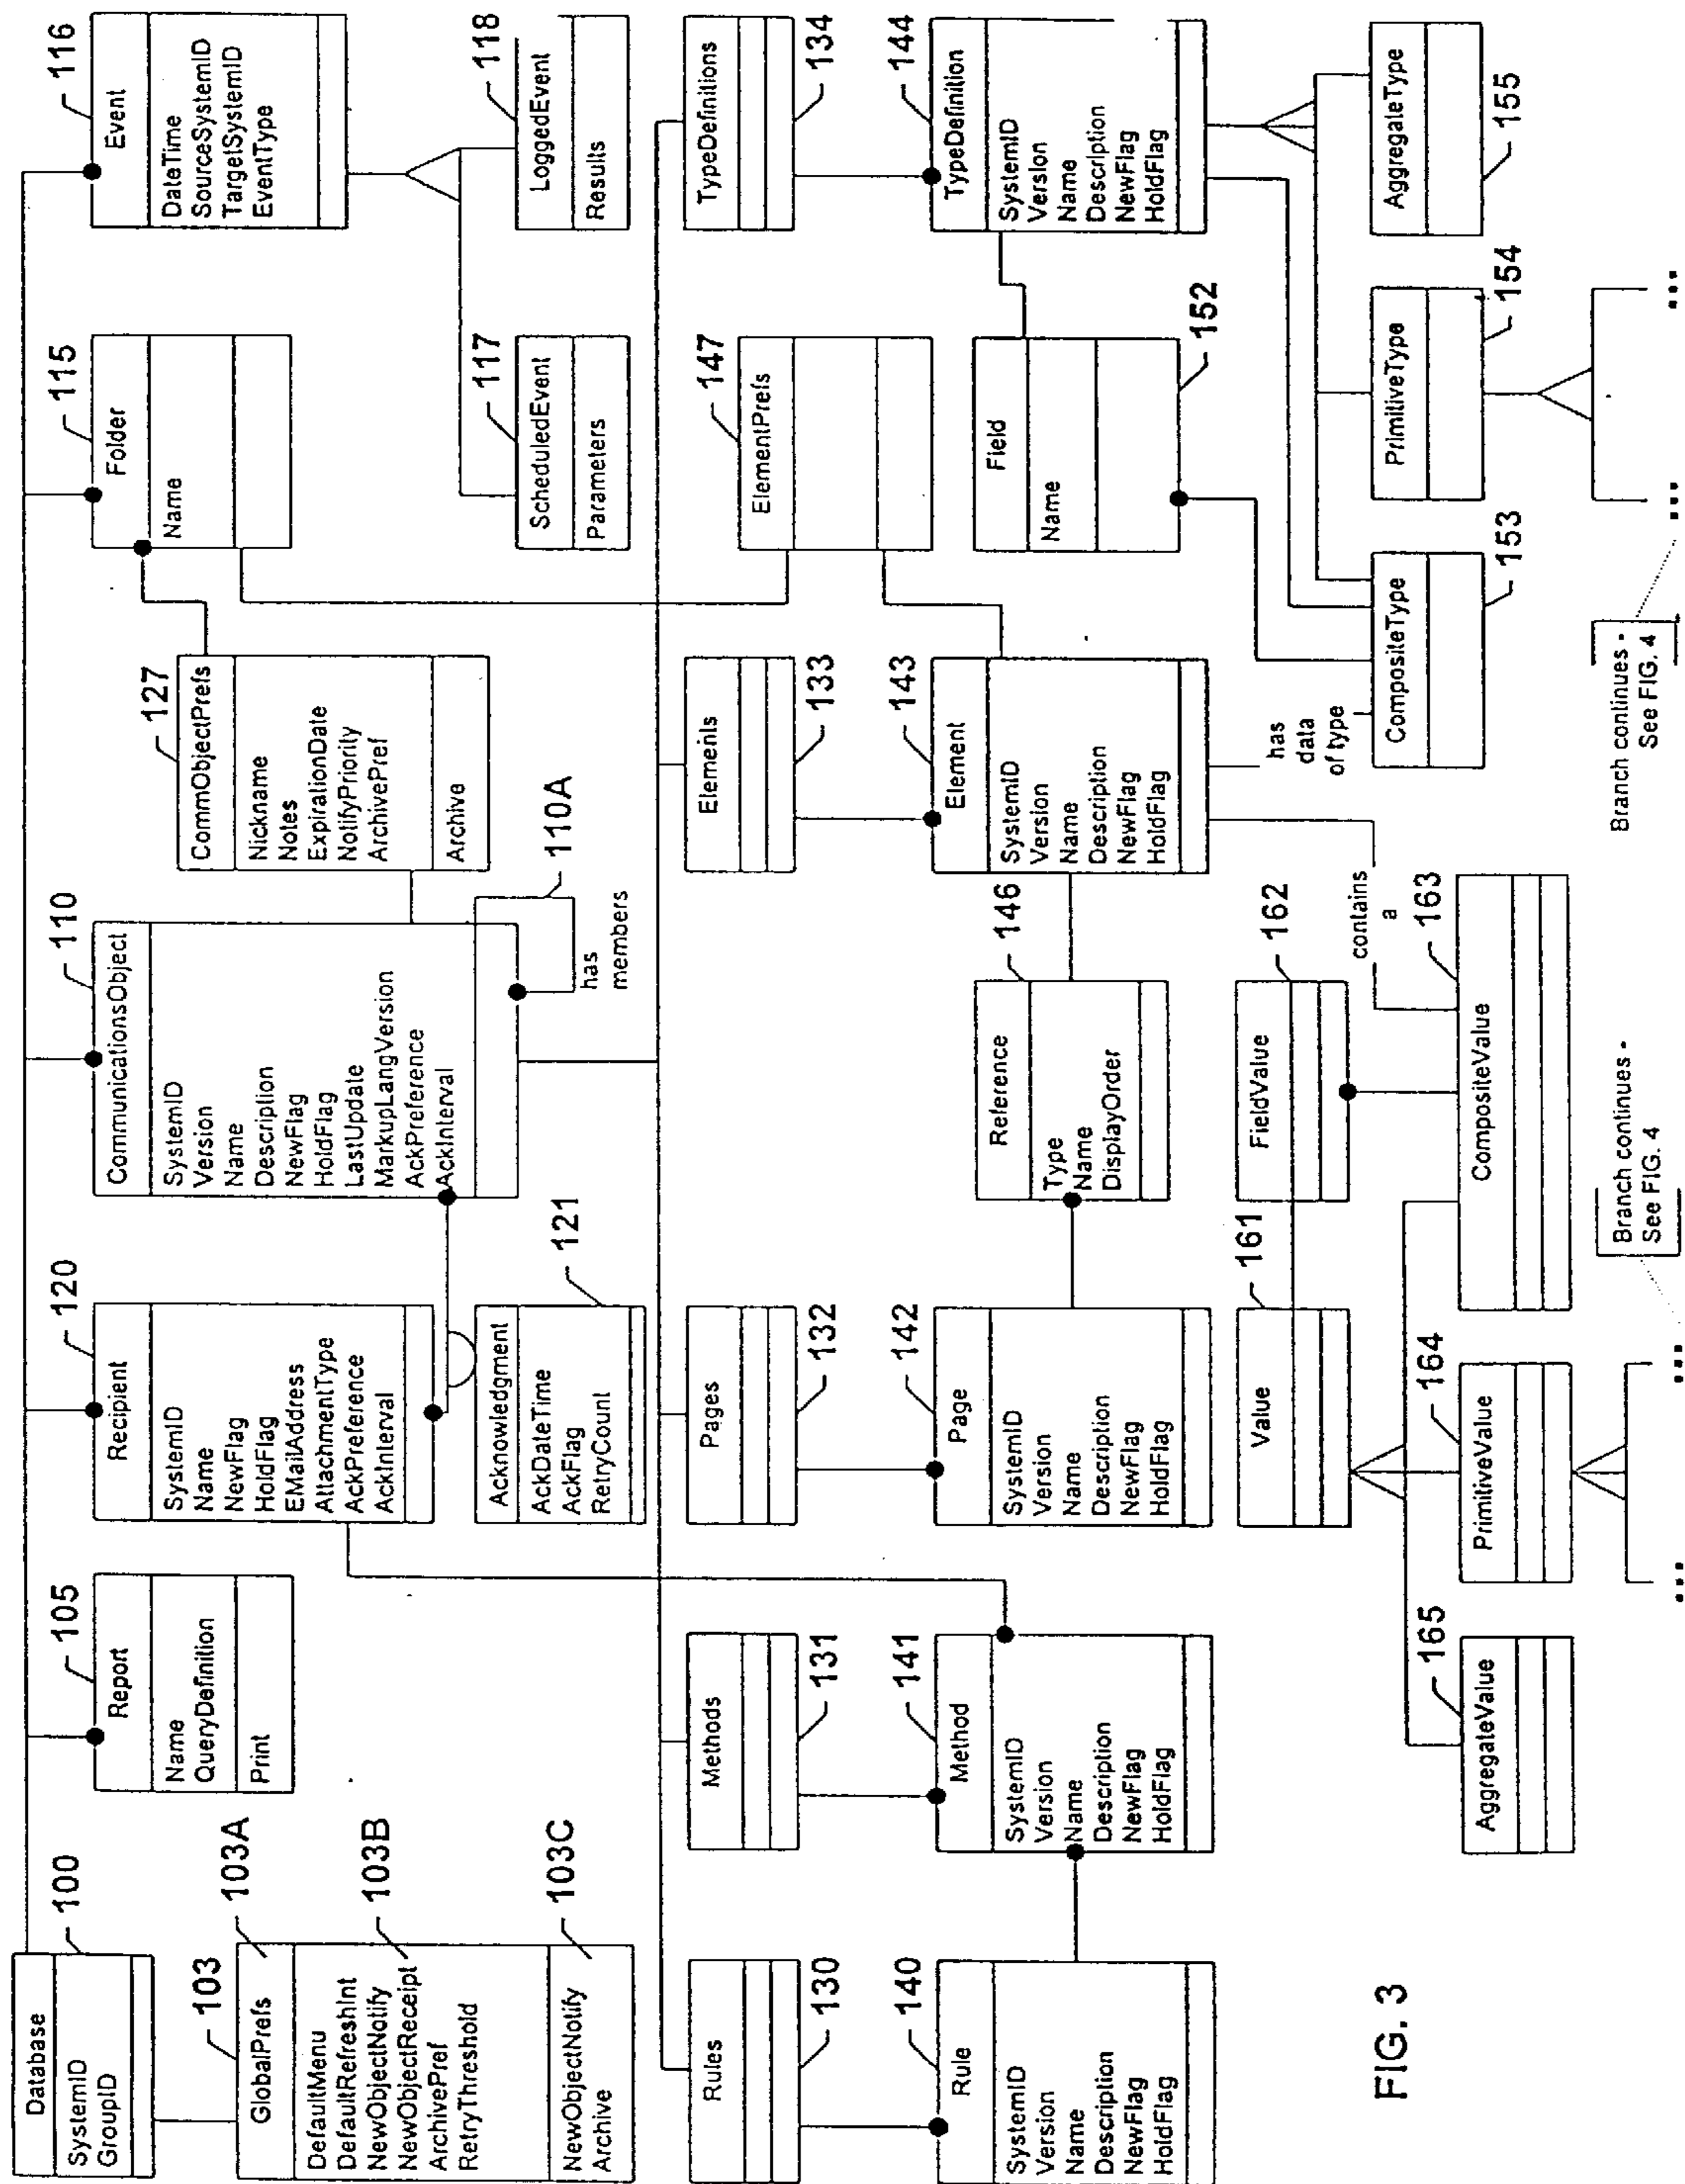 Database
100
SystemID
GroupID
103
103A
GlobalPrefs
103B
DefaultMenu
DefaultRefreshInt
NewObjectNotify
NewObjectReceipt
ArchivePref
RetryThreshold
103C
NewObjectNotify
Archive
105
Report
Name
QueryDefinition
Print
120
Recipient
SystemID
Name
NewFlag
HoldFlag
EMailAddress
AttachmentType
AckPreference
AckInterval
121
Acknowledgment
AckDateTime
AckFlag
RetryCount
110
CommunicationsObject
SystemID
Version
Name
Description
NewFlag
HoldFlag
LastUpdate
MarkupLangVersion
AckPreference
AckInterval
110A
has
members
127
CommObjectPrefs
Nickname
Notes
ExpirationDate
NotifyPriority
ArchivePref
Archive
115
Folder
Name
116
Event
DateTime
SourceSystemID
TargetSystemID
EventType
117
ScheduledEvent
Parameters
118
LoggedEvent
Results
Rules
130
Methods
131
Pages
132
Elements
133
147
ElementPrefs
TypeDefinitions
134
140
Rule
SystemID
Version
Name
Description
NewFlag
HoldFlag
141
Method
SystemID
Version
Name
Description
NewFlag
HoldFlag
142
Page
SystemID
Version
Name
Description
NewFlag
HoldFlag
146
Reference
Type
Name
DisplayOrder
143
Element
SystemID
Version
Name
Description
NewFlag
HoldFlag
Field
Name
152
144
TypeDefinition
SystemID
Version
Name
Description
NewFlag
HoldFlag
has
data
of type
contains
a
161
Value
162
FieldValue
163
CompositeValue
164
PrimitiveValue
165
AggregateValue
CompositeType
153
PrimitiveType
154
AggregateType
155
...
...
Branch continues -
See FIG. 4
...
...
Branch continues -
See FIG. 4
FIG. 3